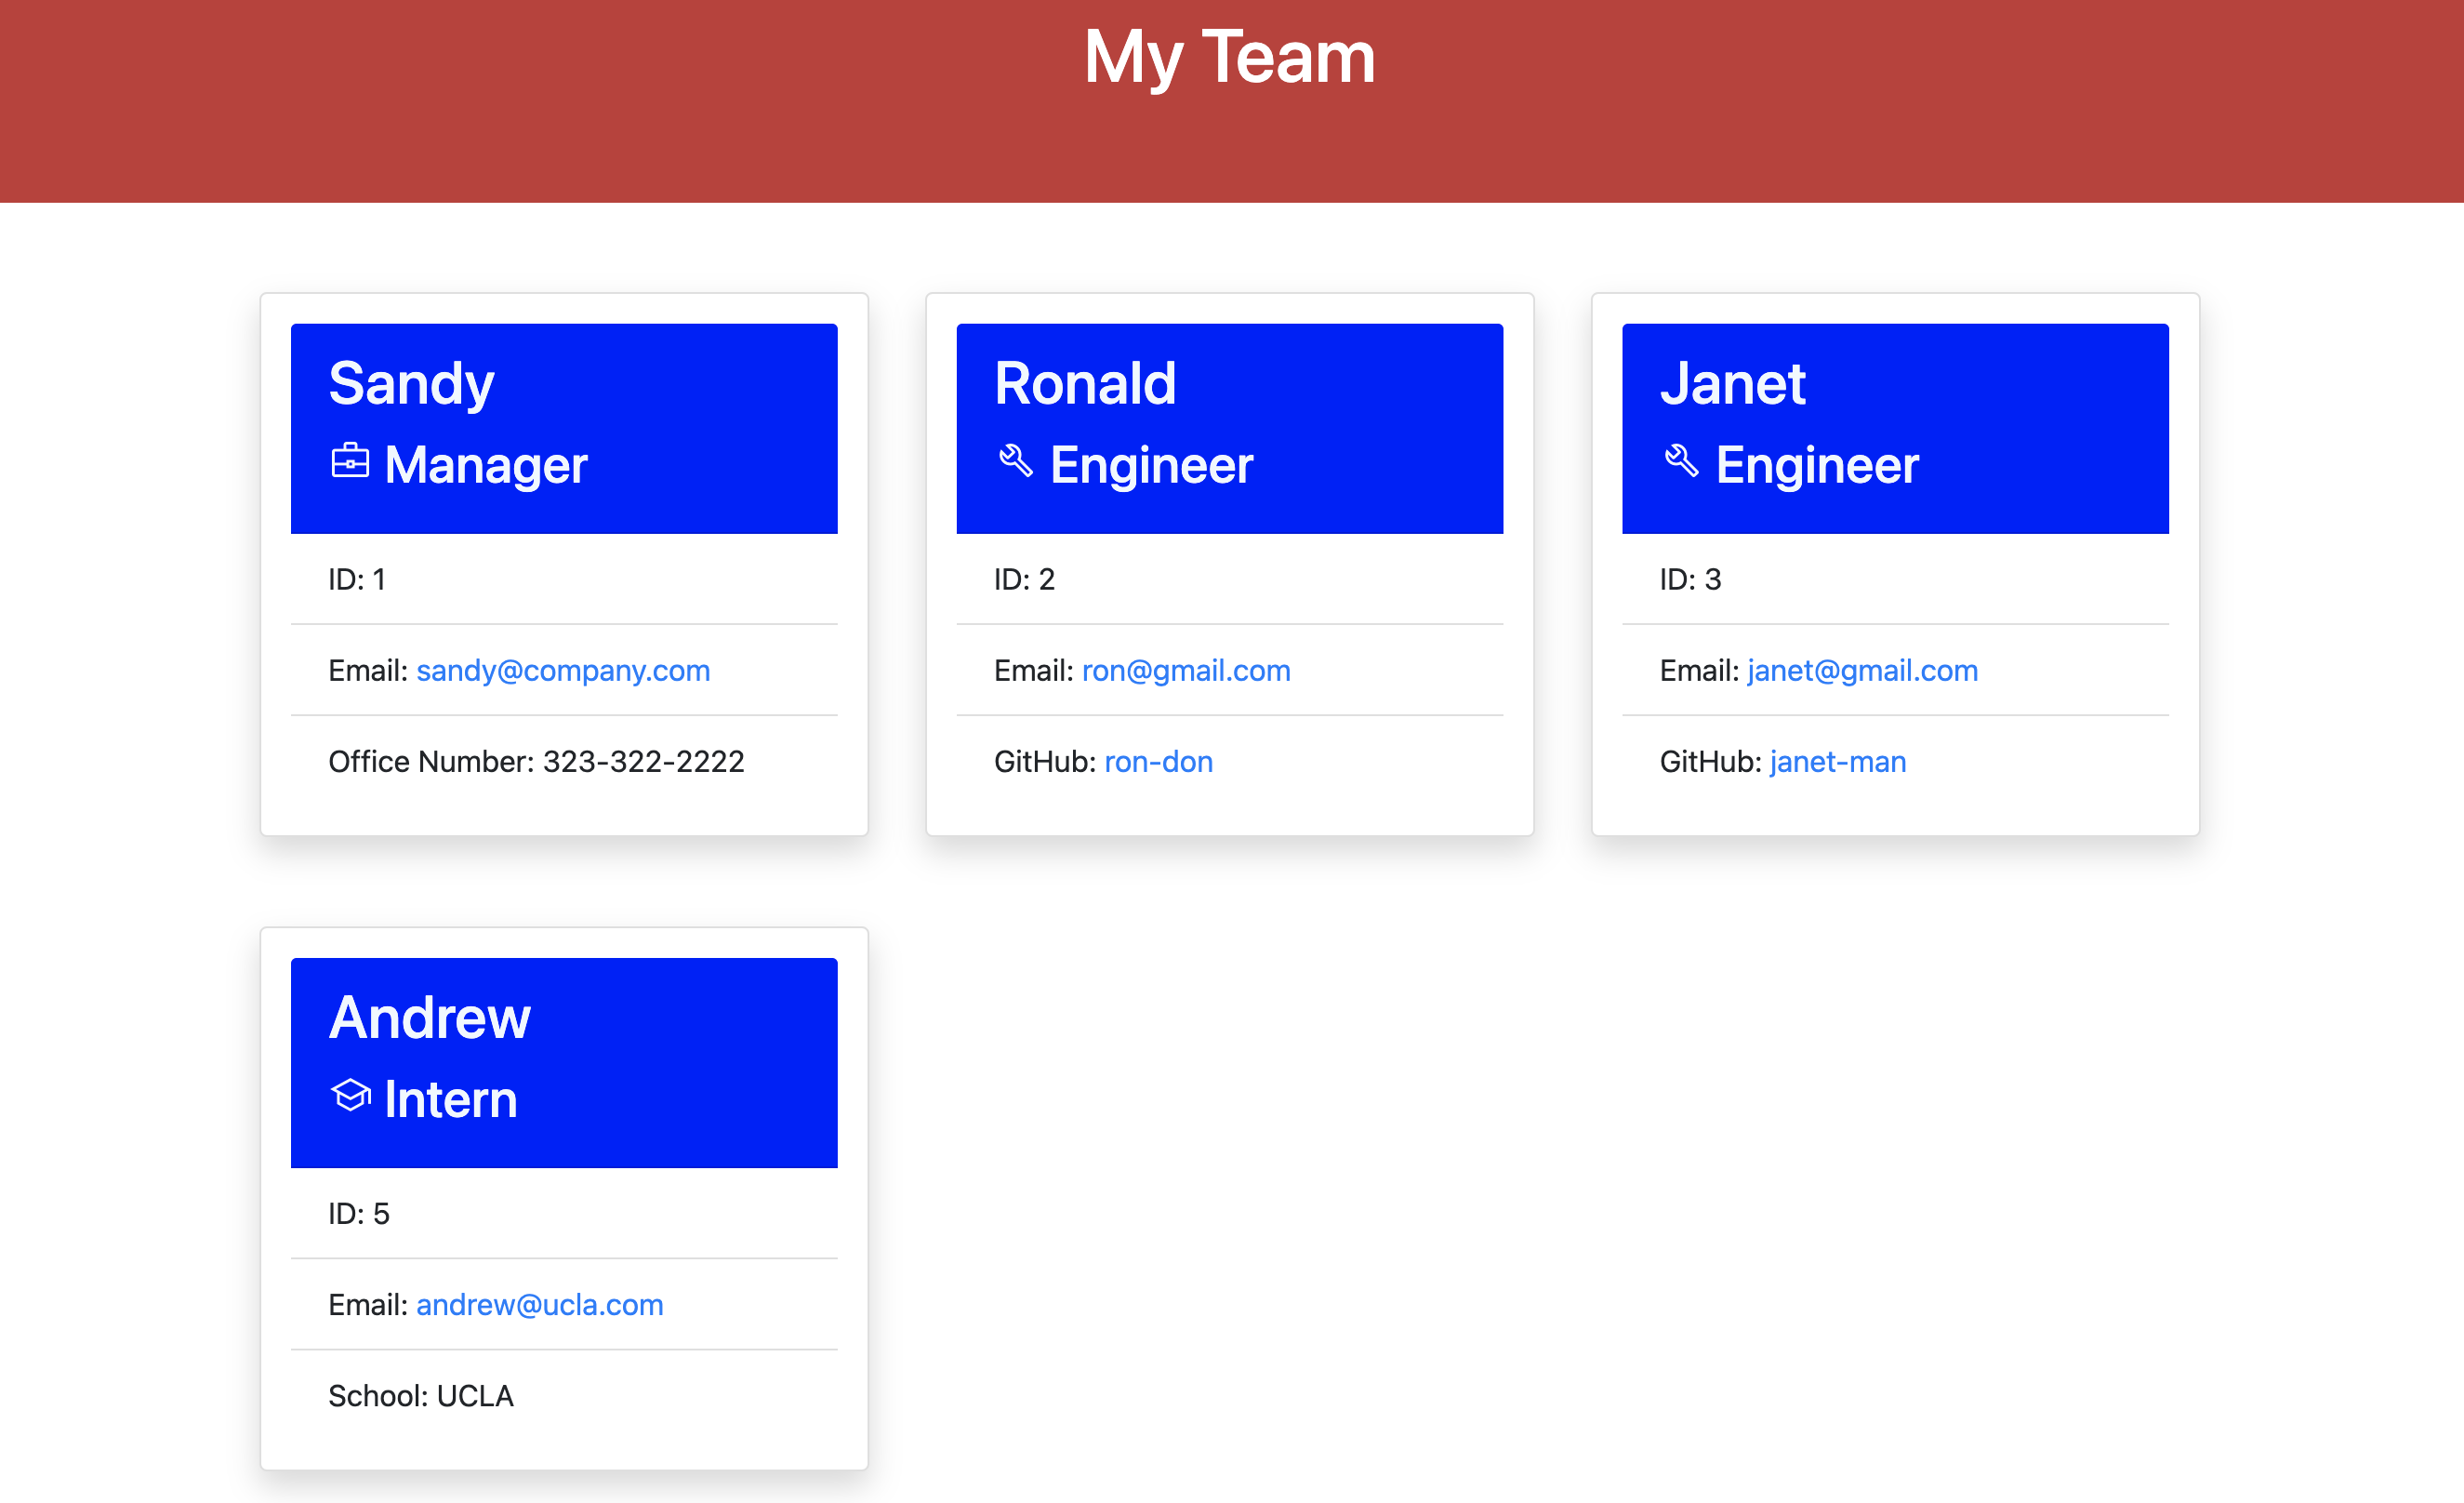 My Team
Sandy
Manager
ID: 1
Email: sandy@company.com
Office Number: 323-322-2222
Ronald
Engineer
ID: 2
Email: ron@gmail.com
GitHub: ron-don
Janet
Engineer
ID: 3
Email: janet@gmail.com
GitHub: janet-man
Andrew
Intern
ID: 5
Email: andrew@ucla.com
School: UCLA